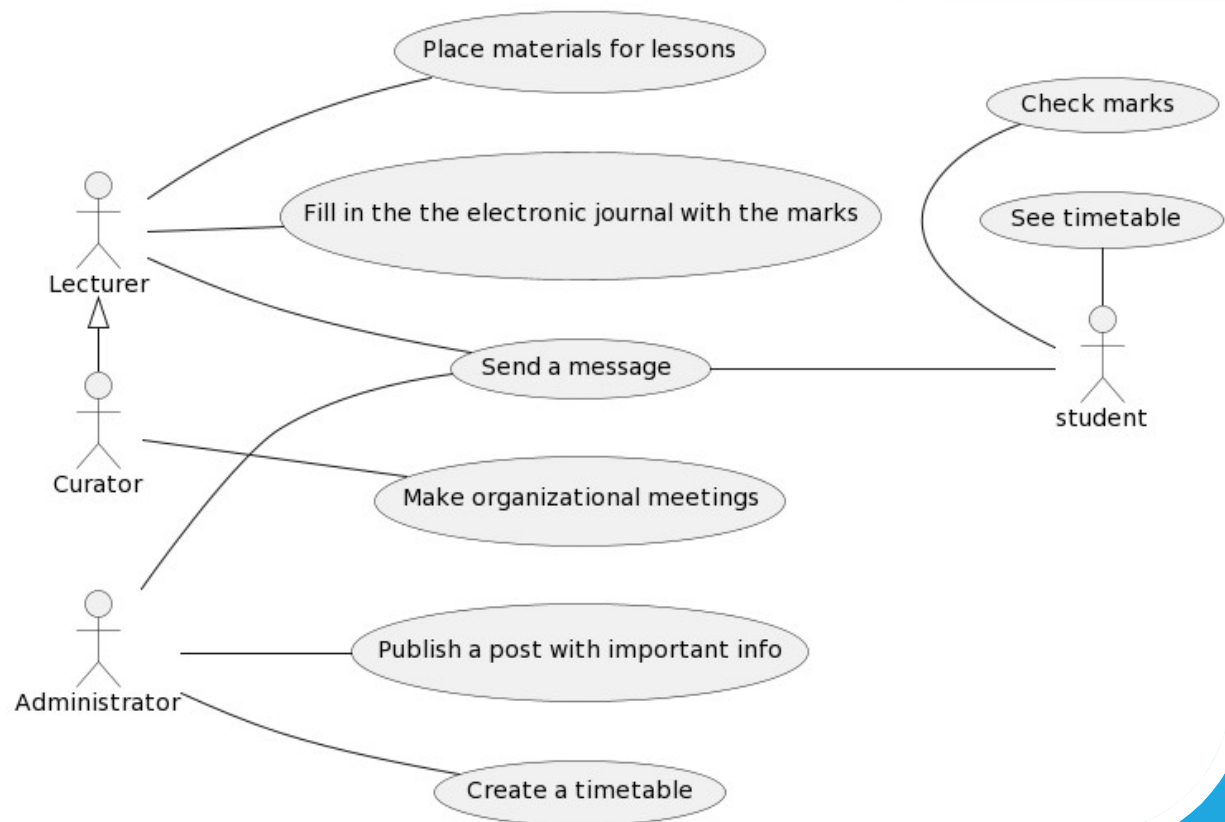 Place materials for lessons
Check marks
Fill in the the electronic journal with the marks
See timetable
Lecturer
Send a message
student
Curator
Make organizational meetings
Publish a post with important info
Administrator
Create a timetable